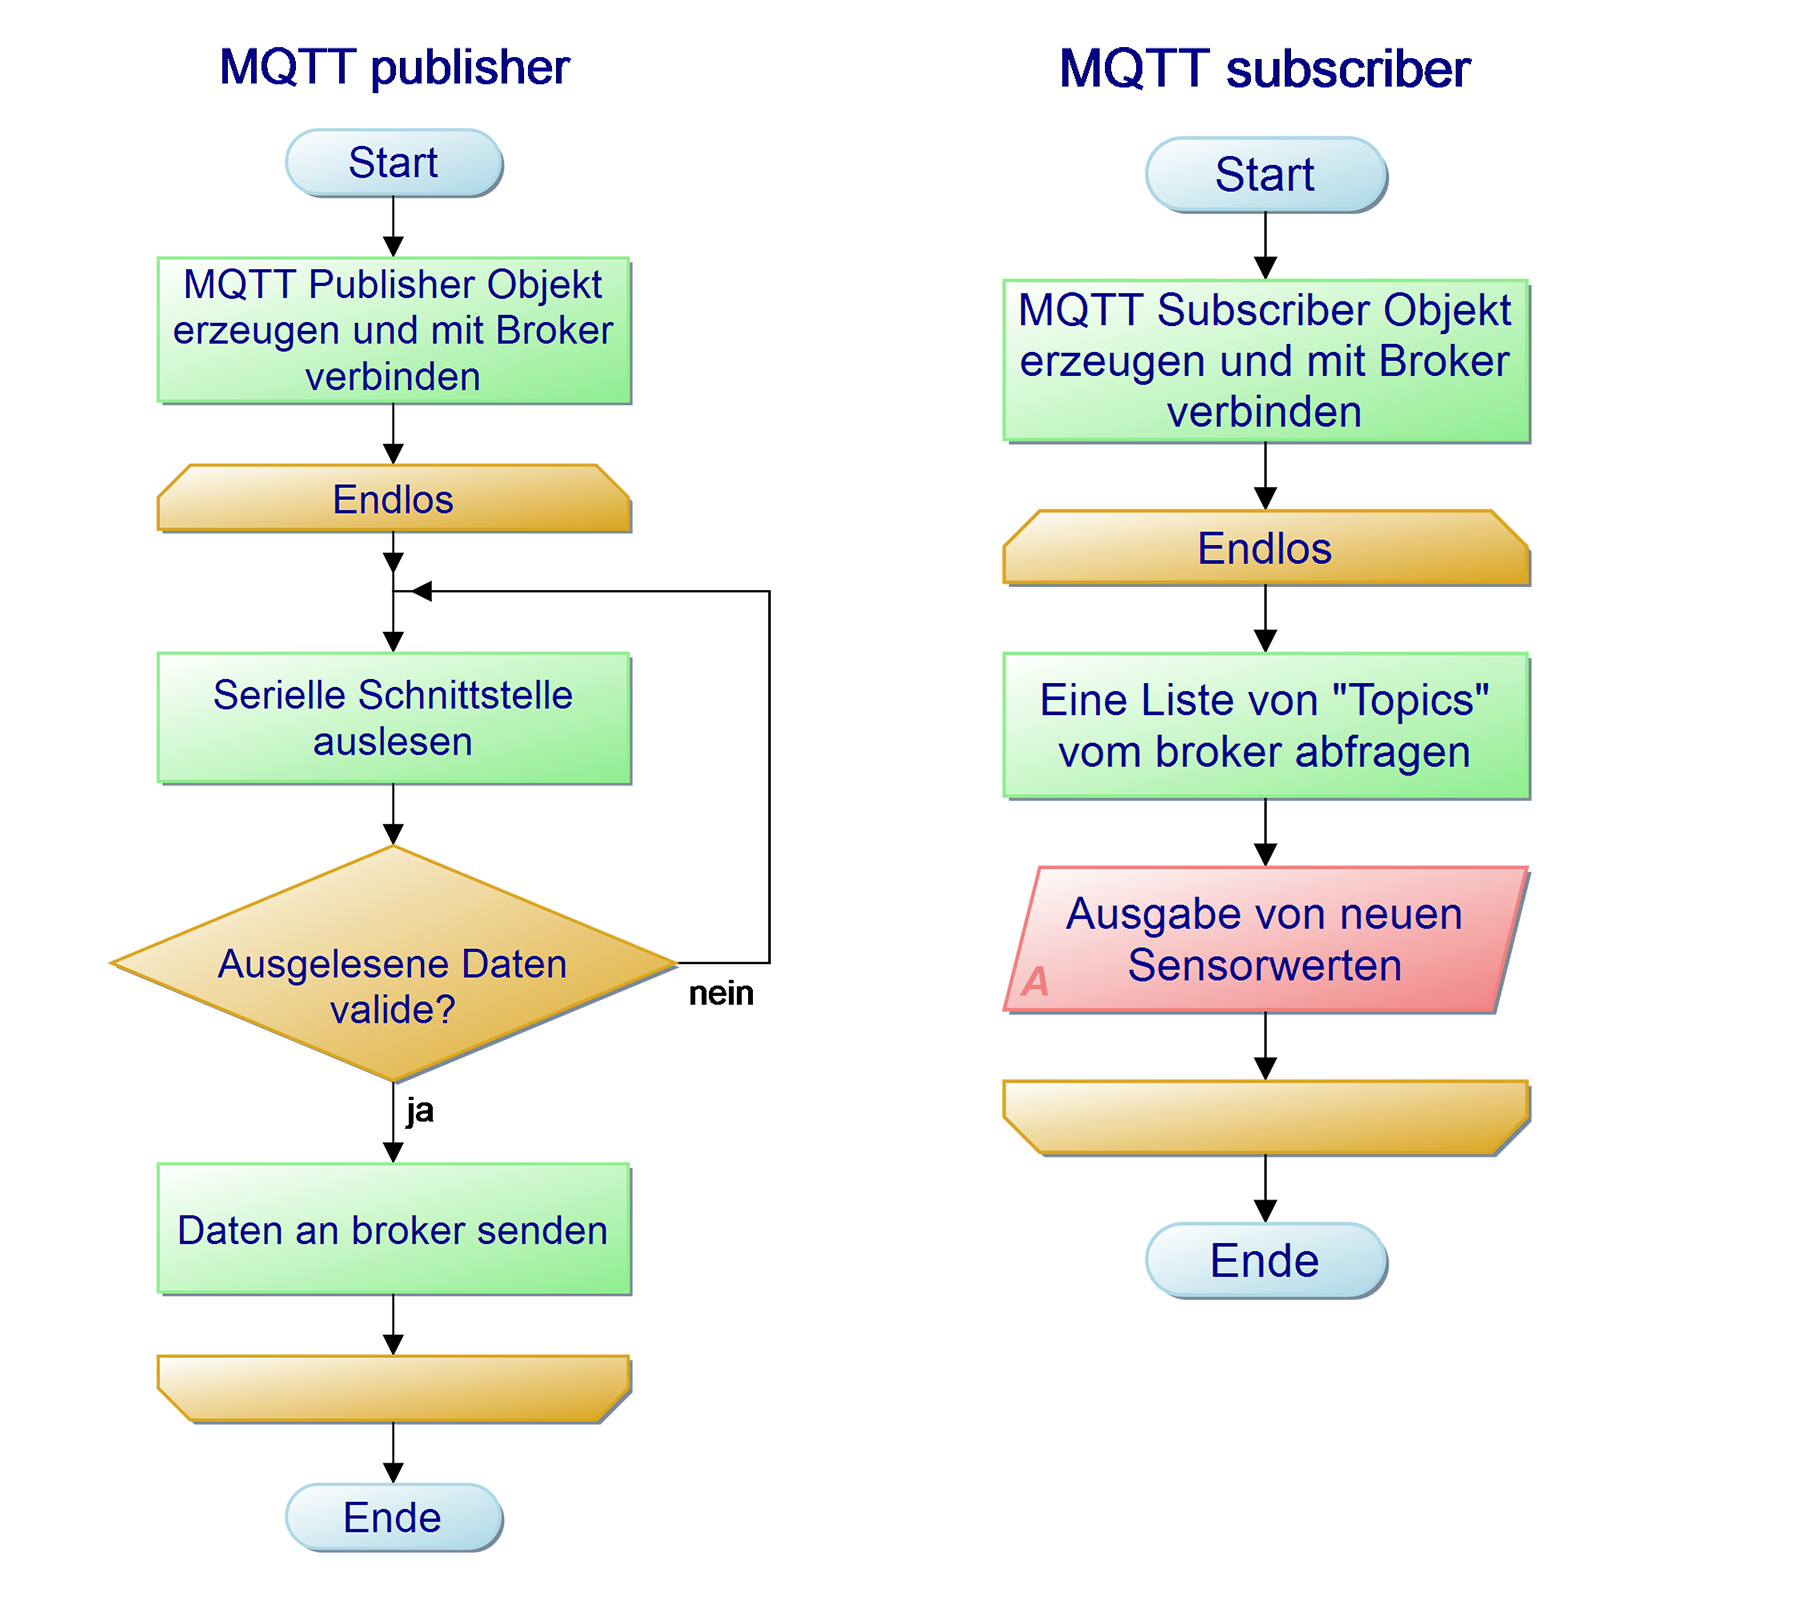 MQTT publisher
Start
MQTT Publisher Objekt
erzeugen und mit Broker
verbinden
Endlos
Serielle Schnittstelle
auslesen
Ausgelesene Daten
valide?
nein
ja
Daten an broker senden
Ende
MQTT subscriber
Start
MQTT Subscriber Objekt
erzeugen und mit Broker
verbinden
Endlos
Eine Liste von "Topics"
vom broker abfragen
Ausgabe von neuen
Sensorwerten
A
Ende